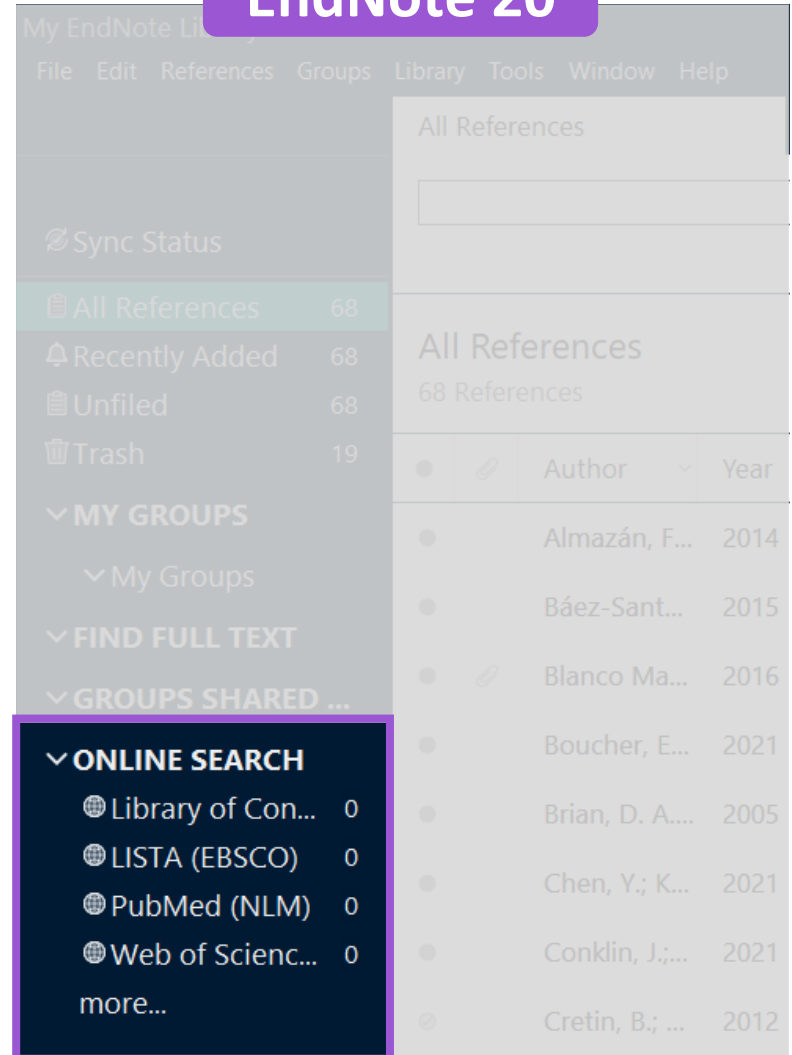 EndNote 20
My EndNote Library
File Edit References Groups Library Tools Window Help
All References
Sync Status
All References 68
Recently Added 68
Unfiled 68
Trash 19
MY GROUPS
My Groups
FIND FULL TEXT
GROUPS SHARED ...
ONLINE SEARCH
Library of Con... 0
LISTA (EBSCO) 0
PubMed (NLM) 0
Web of Scienc... 0
more...
All References
68 References
Author Year
Almazán, F... 2014
Báez-Sant... 2015
Blanco Ma... 2016
Boucher, E... 2021
Brian, D. A.... 2005
Chen, Y.; K... 2021
Conklin, J.;... 2021
Cretin, B.; ... 2012